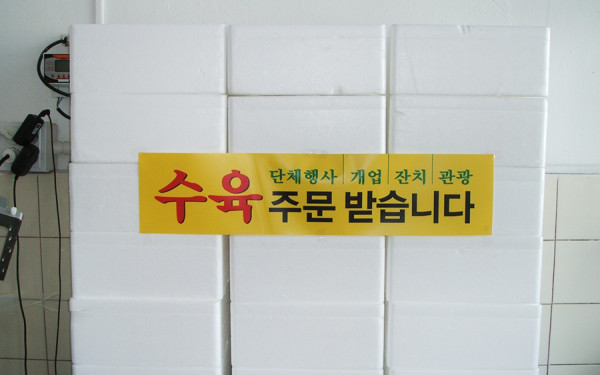 단체행사 개업 잔치 관광
수육 주문 받습니다